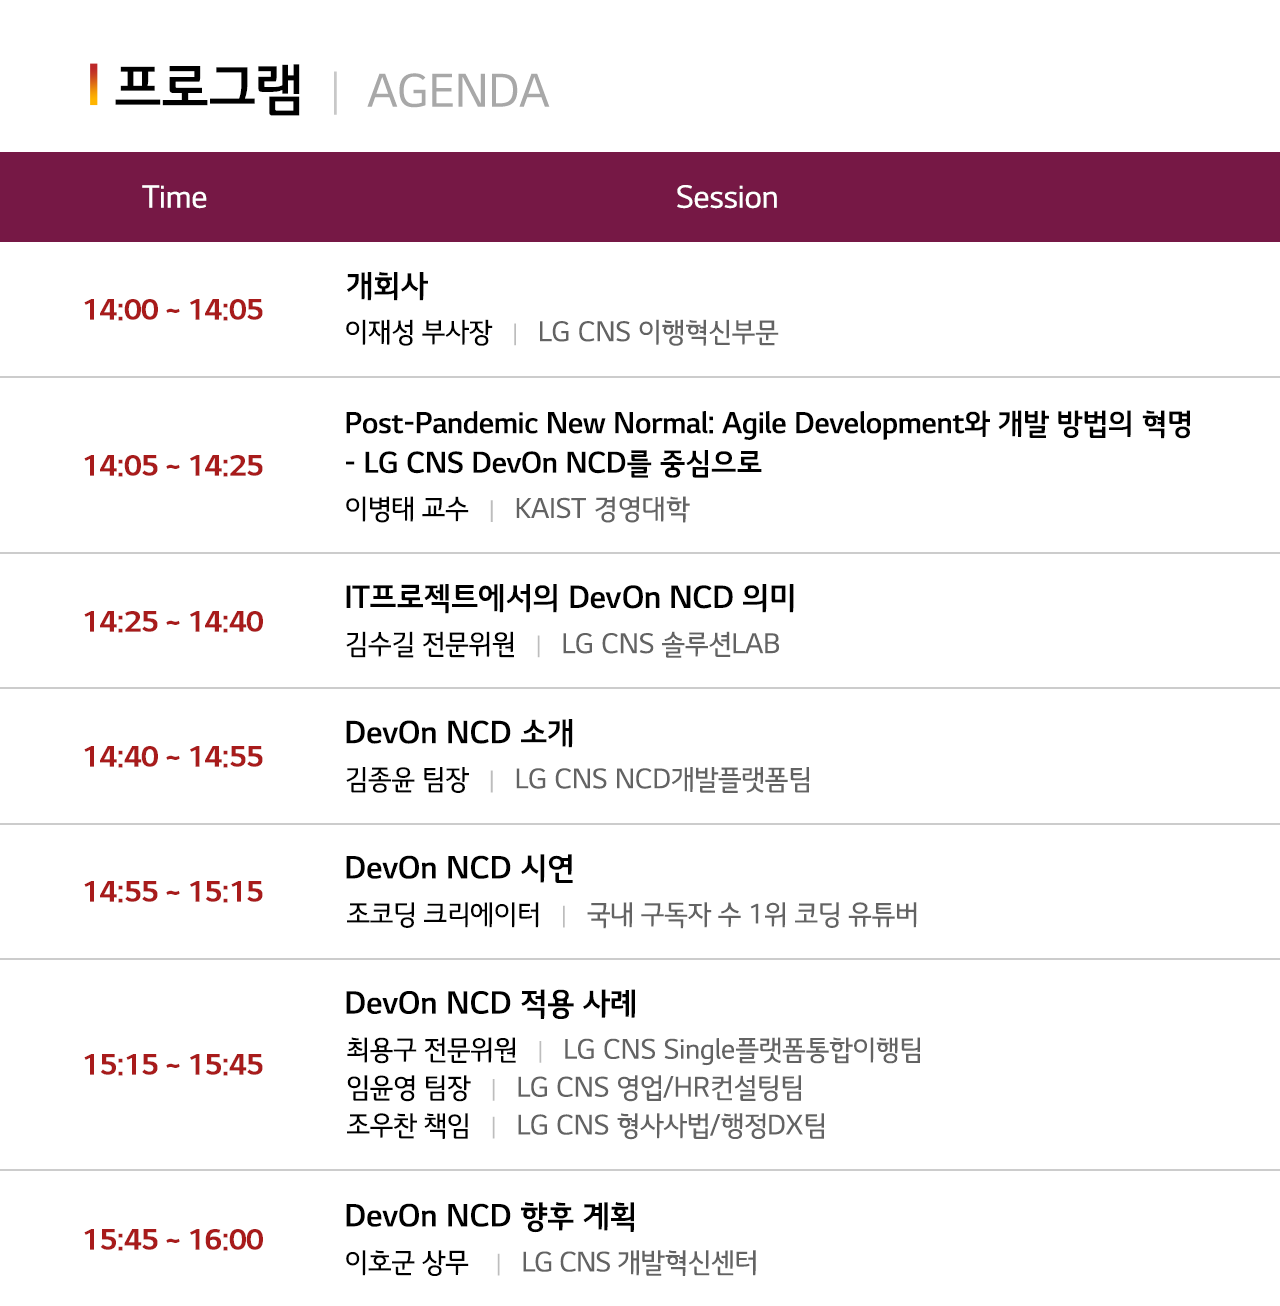 프로그램 | AGENDA
Time Session
14:00 ~ 14:05
개회사
이재성 부사장 | LG CNS 이행혁신부문
14:05 ~ 14:25
Post-Pandemic New Normal: Agile Development와 개발 방법의 혁명
- LG CNS DevOn NCD를 중심으로
이병태 교수 | KAIST 경영대학
14:25 ~ 14:40
IT프로젝트에서의 DevOn NCD 의미
김수길 전문위원 | LG CNS 솔루션LAB
14:40 ~ 14:55
DevOn NCD 소개
김종윤 팀장 | LG CNS NCD개발플랫폼팀
14:55 ~ 15:15
DevOn NCD 시연
조코딩 크리에이터 | 국내 구독자 수 1위 코딩 유튜버
15:15 ~ 15:45
DevOn NCD 적용 사례
최용구 전문위원 | LG CNS Single플랫폼통합이행팀
임윤영 팀장 | LG CNS 영업/HR컨설팅팀
조우찬 책임 | LG CNS 형사사법/행정DX팀
15:45 ~ 16:00
DevOn NCD 향후 계획
이호군 상무 | LG CNS 개발혁신센터